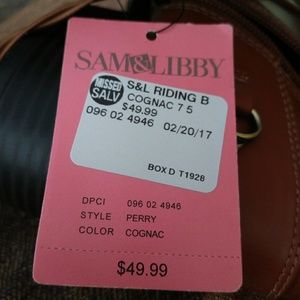 SAM & LIBBY
MISSED
SALV
S&L RIDING B
COGNAC 7 5
$49.99
096 02 4946 02/20/17
BOX D T1928
DPCI 096 02 4946
STYLE PERRY
COLOR COGNAC
$49.99